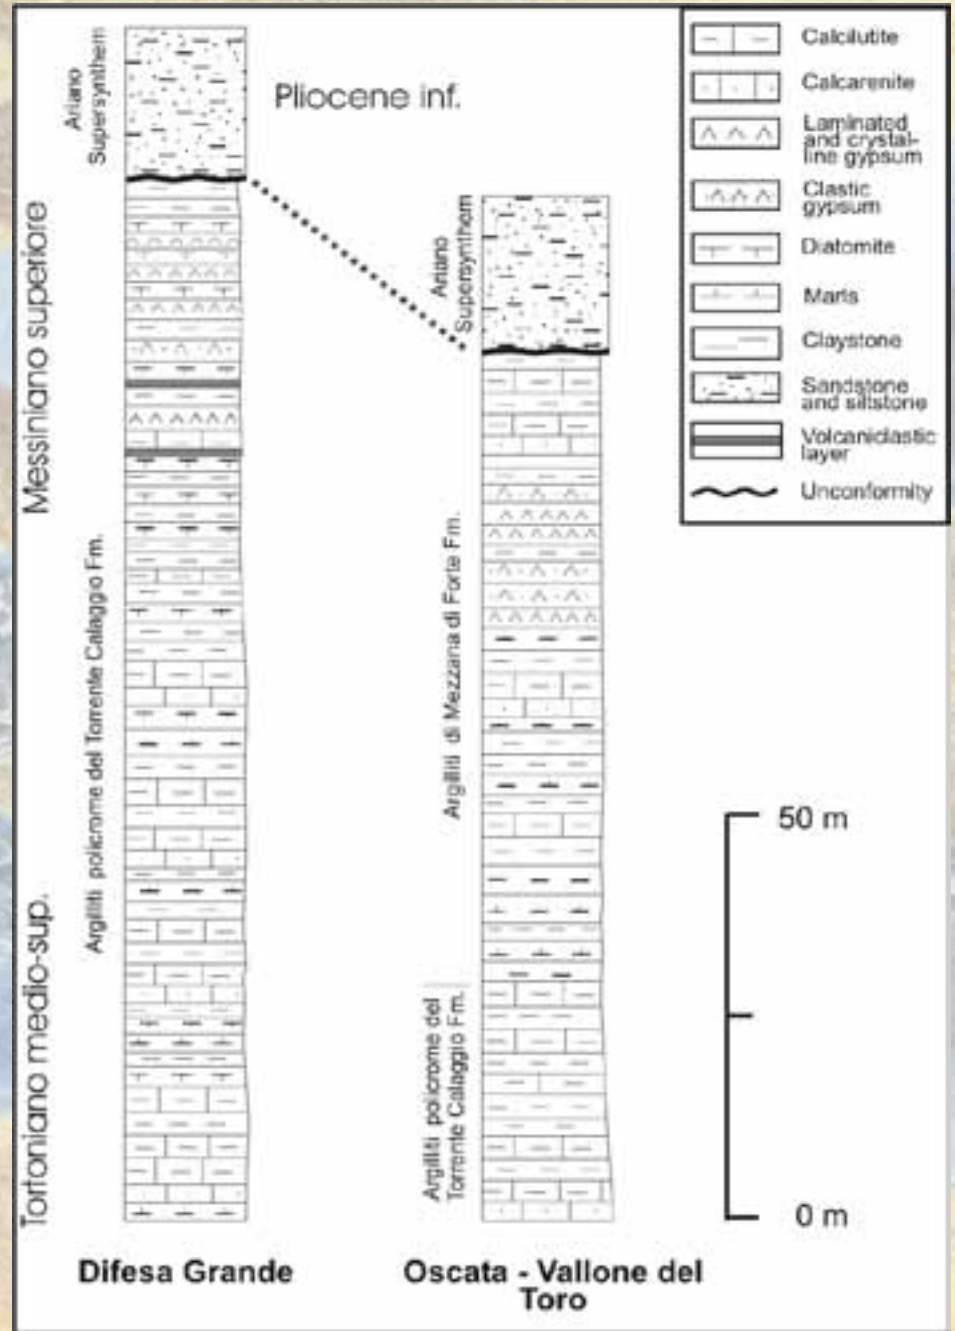 Ariano
Supersynthem
Pliocene inf.
Messiniano superiore
Argilliti policrome del Torrente Calaggio Fm.
Tortoniano medio-sup.
Difesa Grande
Ariano
Supersynthem
Argilliti di Mezzana di Forte Fm.
Argilliti policrome del
Torrente Calaggio Fm.
Oscata - Vallone del
Toro
Calcilutite
Calcarenite
Laminated
and crystal-
line gypsum
Clastic
gypsum
Diatomite
Marls
Claystone
Sandstone
and siltstone
Volcaniclastic
layer
Unconformity
50 m
0 m